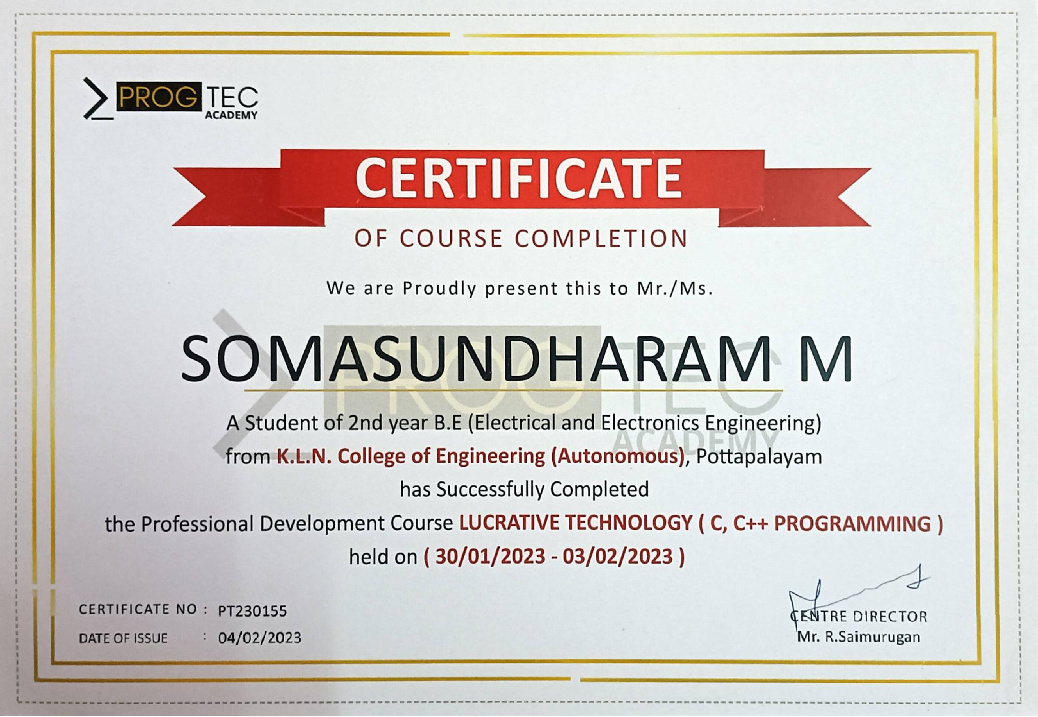 PROG TEC
ACADEMY
CERTIFICATE
OF COURSE COMPLETION
We are Proudly present this to Mr./Ms.
SOMASUNDHARAM M
PROG TEC
ACADEMY
A Student of 2nd year B.E (Electrical and Electronics Engineering)
from K.L.N. College of Engineering (Autonomous), Pottapalayam
has Successfully Completed
the Professional Development Course LUCRATIVE TECHNOLOGY ( C, C++ PROGRAMMING )
held on ( 30/01/2023 - 03/02/2023 )
CERTIFICATE NO : PT230155
DATE OF ISSUE : 04/02/2023
CENTRE DIRECTOR
Mr. R.Saimurugan